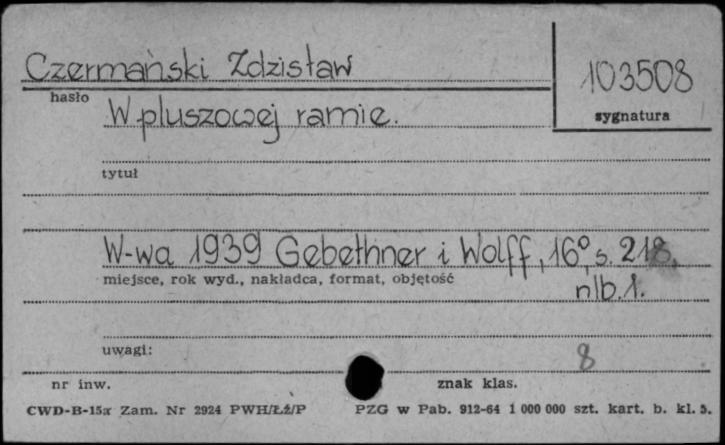 Czermański Zdzisław
103508
hasło
sygnatura
W pluszowej ramie.
tytuł
W-wa 1939 Gebethner i Wolff, 16°, s. 218,
miejsce, rok wyd., nakładca, format, objętość
nlb. 1.
uwagi:
8
nr inw.
znak klas.
CWD-B-15a Zam. Nr 2924 PWH/ŁŻ/P
PZG w Pab. 912-64 1 000 000 szt. kart. b. kl. 5.